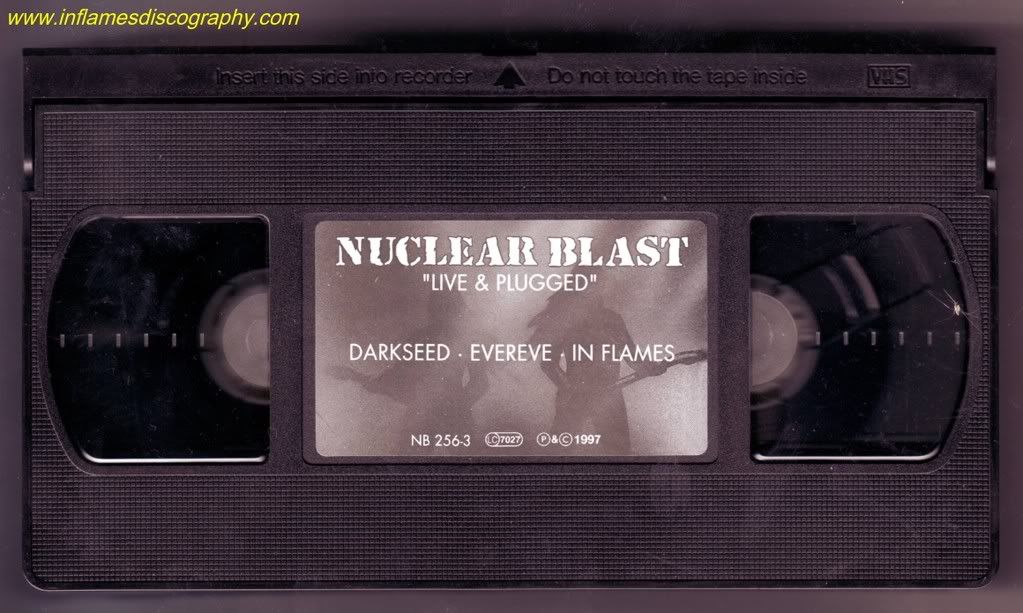 www.inflamesdiscography.com
Insert this side into recorder ▲ Do not touch the tape inside VHS
NUCLEAR BLAST
"LIVE & PLUGGED"
DARKSEED · EVEREVE · IN FLAMES
NB 256-3 LC 7027 ℗&© 1997